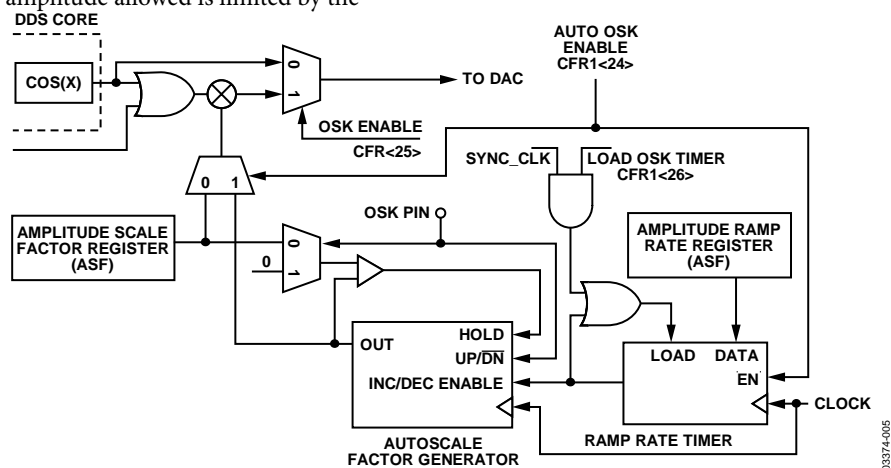 amplitude allowed is limited by the
DDS CORE
COS(X)
0
1
TO DAC
OSK ENABLE
CFR<25>
AUTO OSK
ENABLE
CFR1<24>
SYNC_CLK
LOAD OSK TIMER
CFR1<26>
0 1
OSK PIN
AMPLITUDE SCALE
FACTOR REGISTER
(ASF)
0
0
1
AMPLITUDE RAMP
RATE REGISTER
(ASF)
OUT
HOLD
UP/DN
INC/DEC ENABLE
LOAD DATA
EN
CLOCK
RAMP RATE TIMER
AUTOSCALE
FACTOR GENERATOR
03374-005